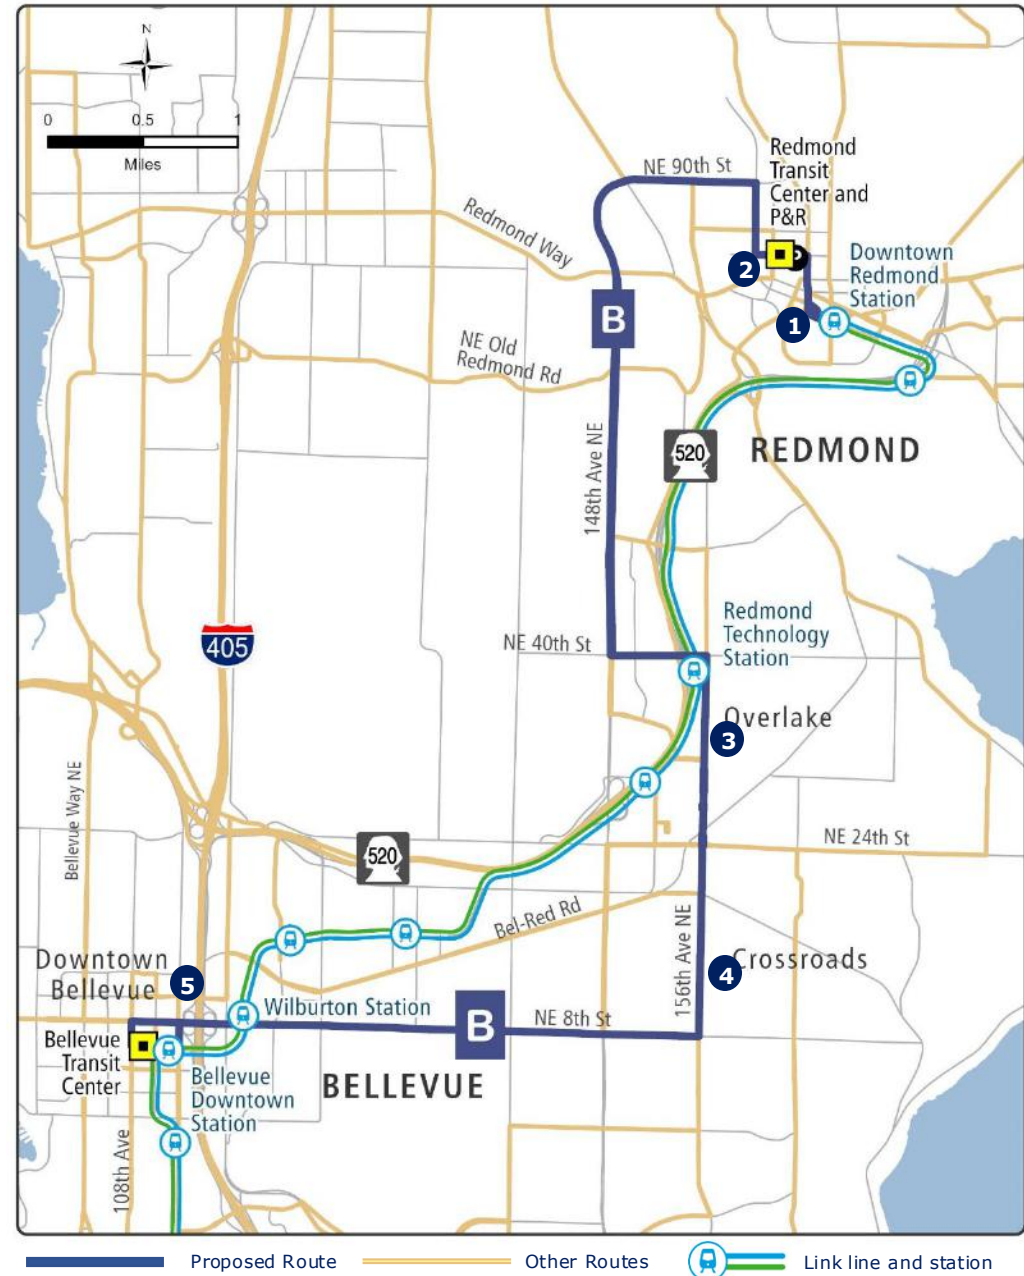 N
0 0.5 1
Miles
NE 90th St
Redmond
Transit
Center and
P&R
Redmond Way
2
Downtown
Redmond
Station
B
1
NE Old
Redmond Rd
148th Ave NE
520
REDMOND
405
NE 40th St
Redmond
Technology
Station
Overlake
3
Bellevue Way NE
NE 24th St
520
Bel-Red Rd
156th Ave NE
Downtown
Bellevue
5
4
Crossroads
Wilburton Station
B
NE 8th St
Bellevue
Transit
Center
Bellevue
Downtown
Station
BELLEVUE
108th Ave
Proposed Route
Other Routes
Link line and station